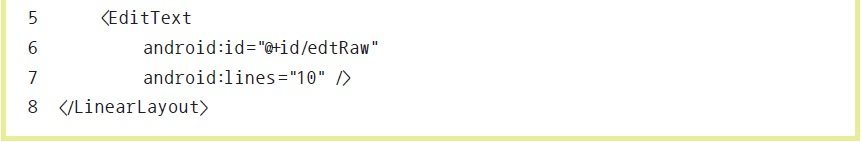 5 <EditText
6 android:id="@+id/edtRaw"
7 android:lines="10" />
8 </LinearLayout>